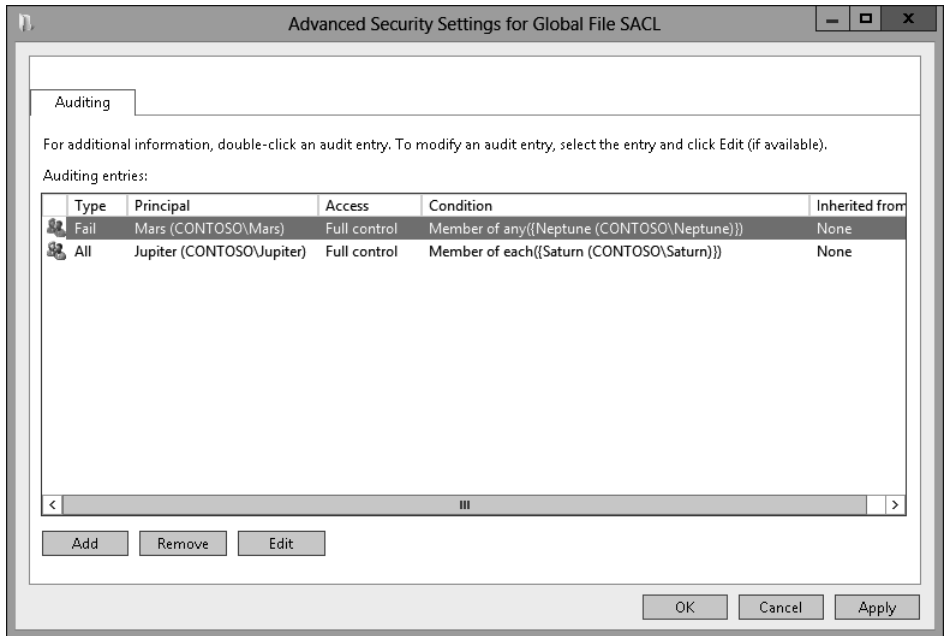 Advanced Security Settings for Global File SACL
Auditing
For additional information, double-click an audit entry. To modify an audit entry, select the entry and click Edit (if available).
Auditing entries:
Type Principal Access Condition Inherited from
Fail Mars (CONTOSO\Mars) Full control Member of any({Neptune (CONTOSO\Neptune)}) None
All Jupiter (CONTOSO\Jupiter) Full control Member of each({Saturn (CONTOSO\Saturn)}) None
Add Remove Edit
OK Cancel Apply